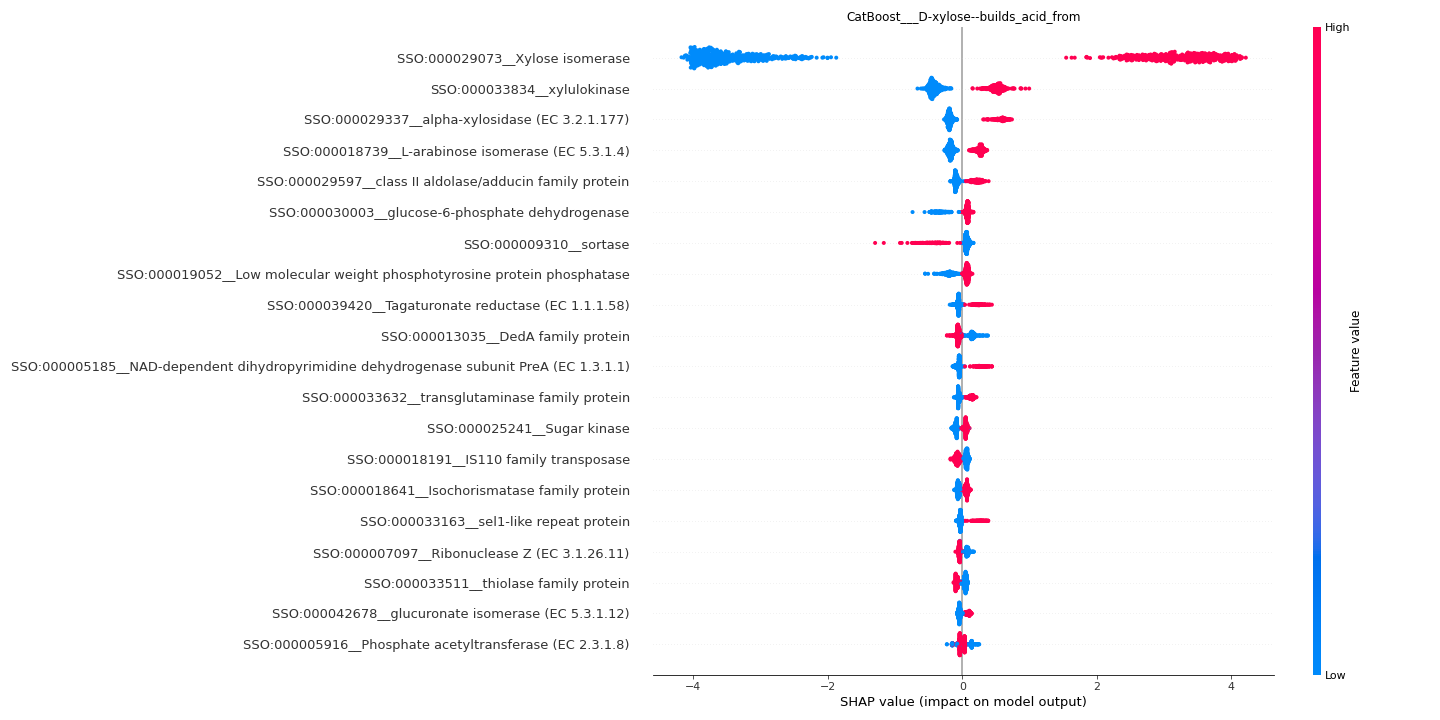 CatBoost___D-xylose--builds_acid_from
High
SSO:000029073__Xylose isomerase
SSO:000033834__xylulokinase
SSO:000029337__alpha-xylosidase (EC 3.2.1.177)
SSO:000018739__L-arabinose isomerase (EC 5.3.1.4)
SSO:000029597__class II aldolase/adducin family protein
SSO:000030003__glucose-6-phosphate dehydrogenase
SSO:000009310__sortase
SSO:000019052__Low molecular weight phosphotyrosine protein phosphatase
SSO:000039420__Tagaturonate reductase (EC 1.1.1.58)
SSO:000013035__DedA family protein
SSO:000005185__NAD-dependent dihydropyrimidine dehydrogenase subunit PreA (EC 1.3.1.1)
SSO:000033632__transglutaminase family protein
SSO:000025241__Sugar kinase
SSO:000018191__IS110 family transposase
SSO:000018641__Isochorismatase family protein
SSO:000033163__sel1-like repeat protein
SSO:000007097__Ribonuclease Z (EC 3.1.26.11)
SSO:000033511__thiolase family protein
SSO:000042678__glucuronate isomerase (EC 5.3.1.12)
SSO:000005916__Phosphate acetyltransferase (EC 2.3.1.8)
Feature value
Low
−4 −2 0 2 4
SHAP value (impact on model output)